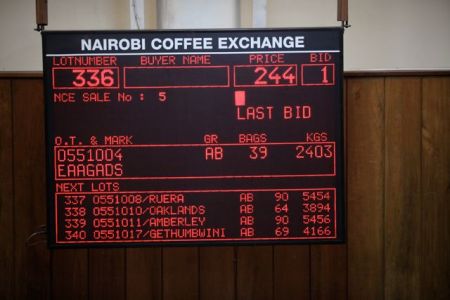 NAIROBI COFFEE EXCHANGE
LOTNUMBER BUYER NAME PRICE BID
336 244 1
NCE SALE No : 5
LAST BID
O.T. & MARK GR BAGS KGS
0551004 AB 39 2403
EAAGADS
NEXT LOTS
337 0551008/RUERA AB 90 5454
338 0551010/OAKLANDS AB 64 3894
339 0551011/AMBERLEY AB 90 5456
340 0551017/GETHUMBWINI AB 69 4166